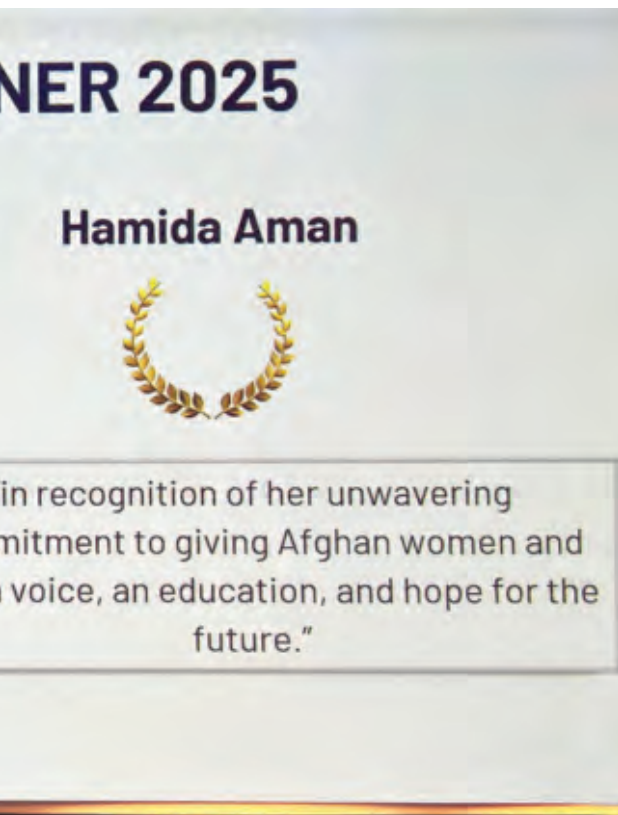 NER 2025
Hamida Aman
in recognition of her unwavering
mitment to giving Afghan women and
voice, an education, and hope for the
future.”